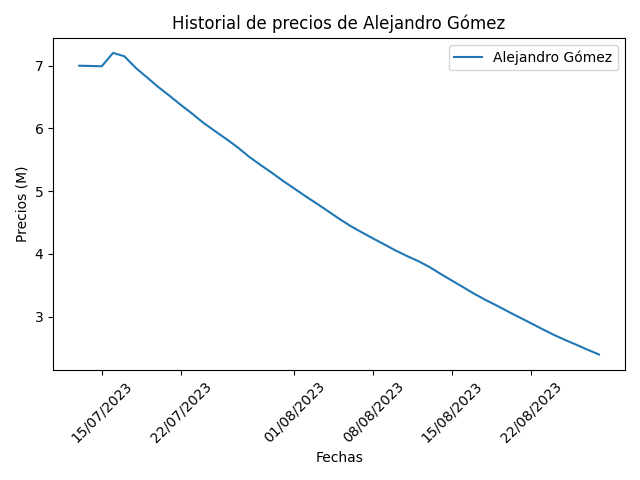 Historial de precios de Alejandro Gómez
Alejandro Gómez
Precios (M)
7
6
5
4
3
15/07/2023
22/07/2023
01/08/2023
08/08/2023
15/08/2023
22/08/2023
Fechas